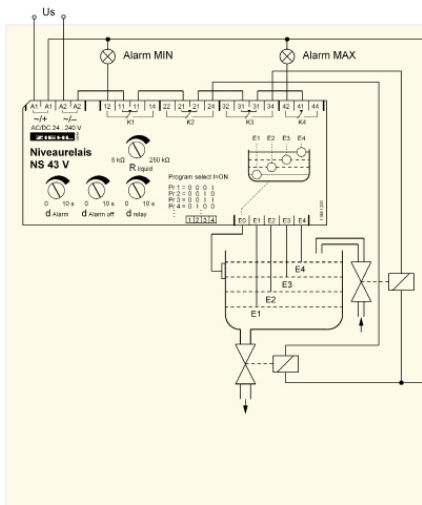 Us
Alarm MIN
Alarm MAX
A1 A1 A2 A2 12 11 11 14 22 21 21 24 32 31 31 34 42 41 44
~/+ ~/– K1 K2 K3 K4
AC/DC 24...240 V
ZIEHL
Niveaurelais
NS 43 V
5 kΩ 250 kΩ
R liquid
E1 E2 E3 E4
Program select I=ON
Pr 1 = 0 0 0 I
Pr 2 = 0 0 I 0
Pr 4 = 0 I 0 0
0 10 s 0 10 s 0 10 s
d Alarm d Alarm off d relay
1 2 3 4
E0 E1 E2 E3 E4
E4
E3
E2
E1